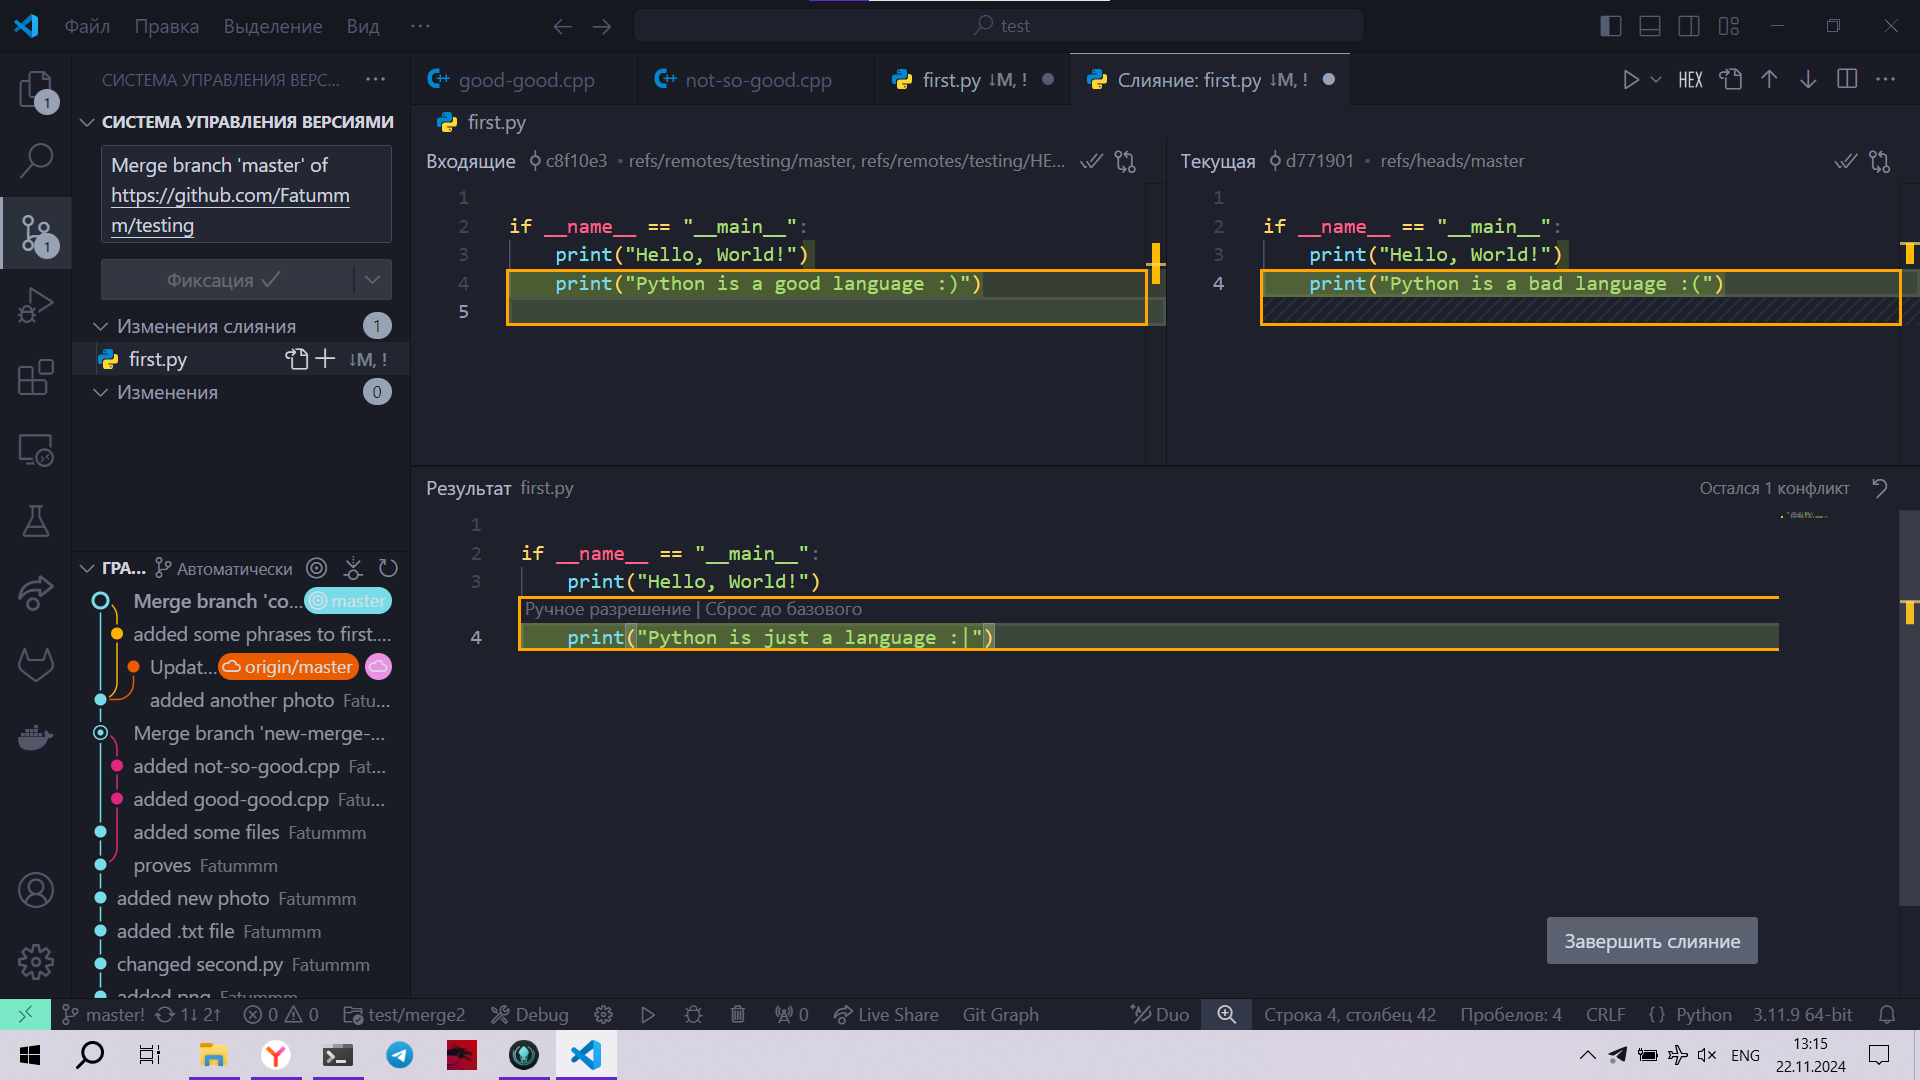 Файл Правка Выделение Вид ···
test
СИСТЕМА УПРАВЛЕНИЯ ВЕРС... ···
good-good.cpp
not-so-good.cpp
first.py ↓M, !
Слияние: first.py ↓M, !
HEX
СИСТЕМА УПРАВЛЕНИЯ ВЕРСИЯМИ
Merge branch 'master' of
https://github.com/Fatumm
m/testing
Фиксация
Изменения слияния 1
first.py ↓M, !
Изменения 0
1
1
first.py
Входящие c8f10e3 • refs/remotes/testing/master, refs/remotes/testing/HE...
1
2 if __name__ == "__main__":
3 print("Hello, World!")
4 print("Python is a good language :)")
5
Текущая d771901 • refs/heads/master
1
2 if __name__ == "__main__":
3 print("Hello, World!")
4 print("Python is a bad language :(")
Результат first.py
Остался 1 конфликт
1
2 if __name__ == "__main__":
3 print("Hello, World!")
Ручное разрешение | Сброс до базового
4 print("Python is just a language :|")
Завершить слияние
ГРА... Автоматически
Merge branch 'co... master
added some phrases to first....
Updat... origin/master
added another photo Fatu...
Merge branch 'new-merge-...
added not-so-good.cpp Fat...
added good-good.cpp Fatu...
added some files Fatummm
proves Fatummm
added new photo Fatummm
added .txt file Fatummm
changed second.py Fatummm
added png Fatummm
master! 1↓ 2↑ 0 0 test/merge2 Debug 0 Live Share Git Graph
Duo Строка 4, столбец 42 Пробелов: 4 CRLF {} Python 3.11.9 64-bit
ENG
13:15
22.11.2024